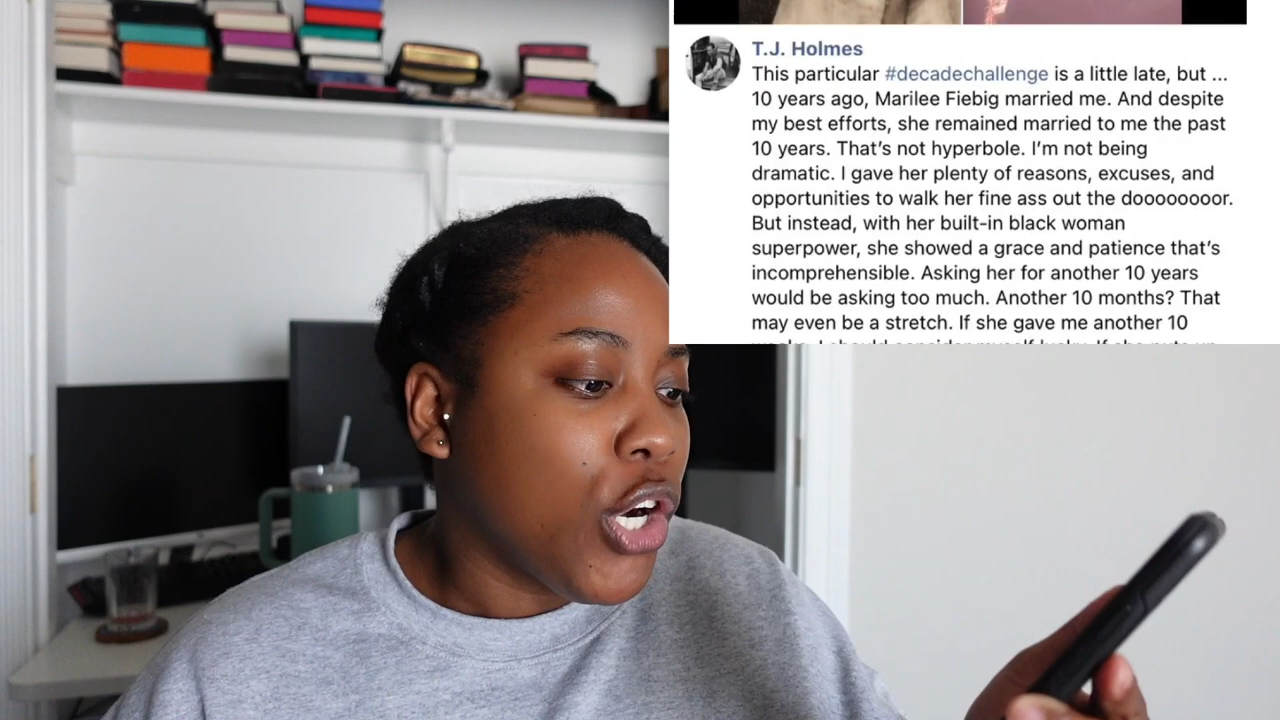 T.J. Holmes
This particular #decadechallenge is a little late, but ...
10 years ago, Marilee Fiebig married me. And despite
my best efforts, she remained married to me the past
10 years. That’s not hyperbole. I’m not being
dramatic. I gave her plenty of reasons, excuses, and
opportunities to walk her fine ass out the doooooooor.
But instead, with her built-in black woman
superpower, she showed a grace and patience that’s
incomprehensible. Asking her for another 10 years
would be asking too much. Another 10 months? That
may even be a stretch. If she gave me another 10